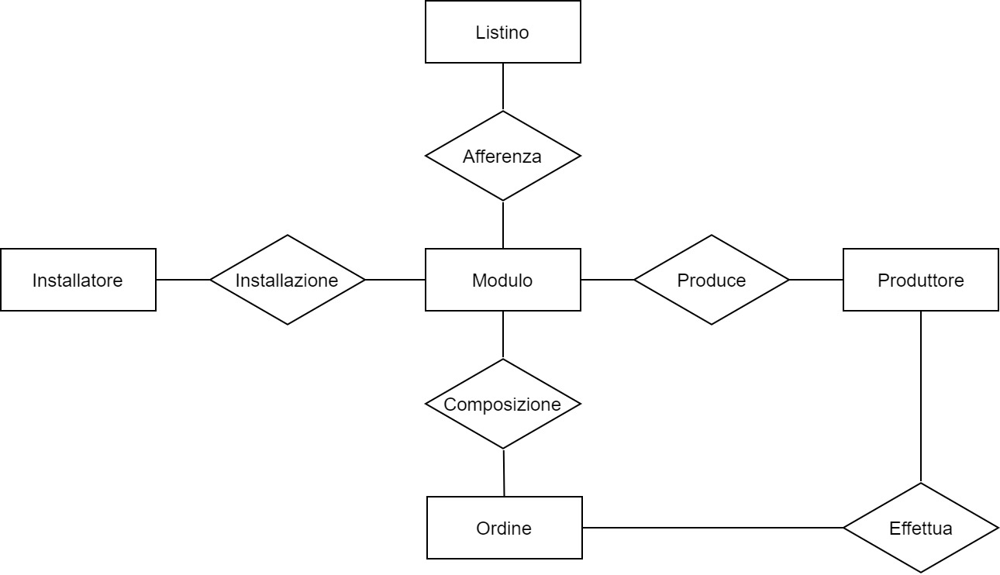 Listino
Afferenza
Installatore
Installazione
Modulo
Produce
Produttore
Composizione
Ordine
Effettua